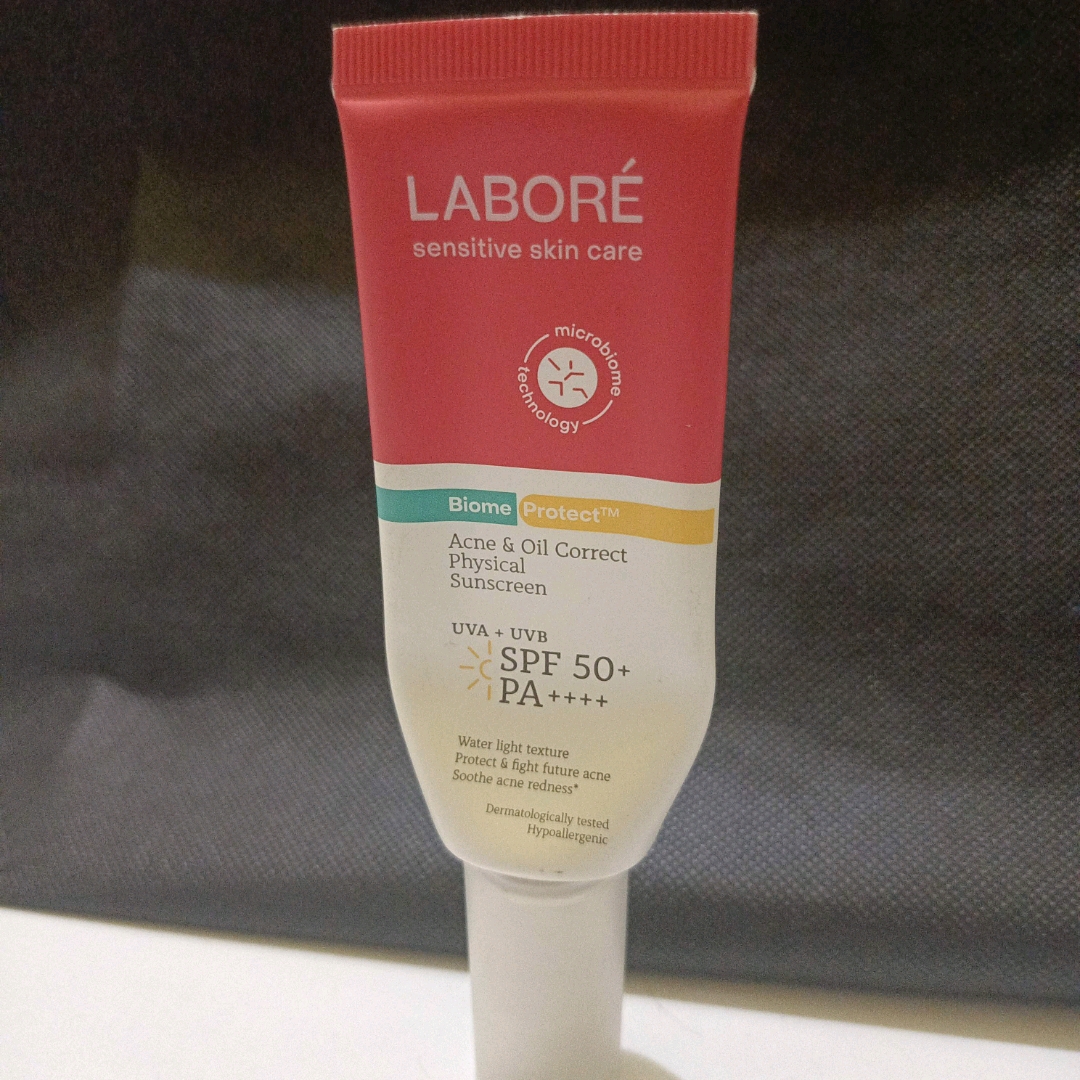 LABORÉ
sensitive skin care
microbiome
technology
Biome Protect™
Acne & Oil Correct
Physical
Sunscreen
UVA + UVB
SPF 50+
PA++++
Water light texture
Protect & fight future acne
Soothe acne redness*
Dermatologically tested
Hypoallergenic